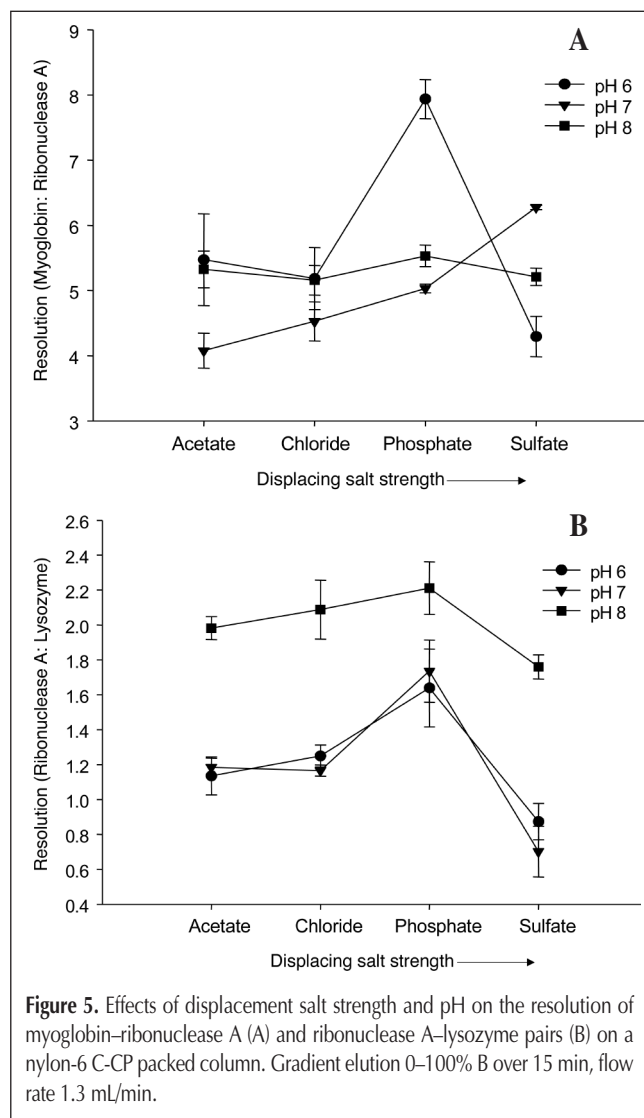 A
Resolution (Myoglobin: Ribonuclease A)
9
8
7
6
5
4
3
pH 6
pH 7
pH 8
Acetate Chloride Phosphate Sulfate
Displacing salt strength
B
Resolution (Ribonuclease A: Lysozyme)
2.6
2.4
2.2
2.0
1.8
1.6
1.4
1.2
1.0
0.8
0.6
0.4
pH 6
pH 7
pH 8
Acetate Chloride Phosphate Sulfate
Displacing salt strength
Figure 5. Effects of displacement salt strength and pH on the resolution of
myoglobin–ribonuclease A (A) and ribonuclease A–lysozyme pairs (B) on a
nylon-6 C-CP packed column. Gradient elution 0–100% B over 15 min, flow
rate 1.3 mL/min.